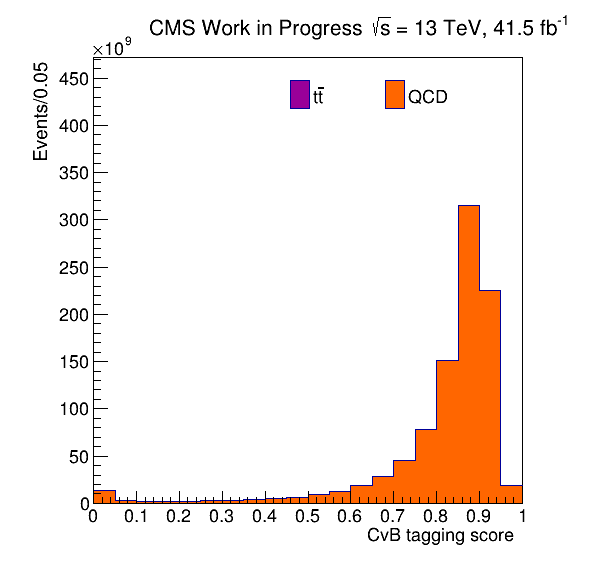 CMS Work in Progress √s = 13 TeV, 41.5 fb⁻¹
×10⁹
Events/0.05
tt̅
QCD
450
400
350
300
250
200
150
100
50
0
0 0.1 0.2 0.3 0.4 0.5 0.6 0.7 0.8 0.9 1
CvB tagging score